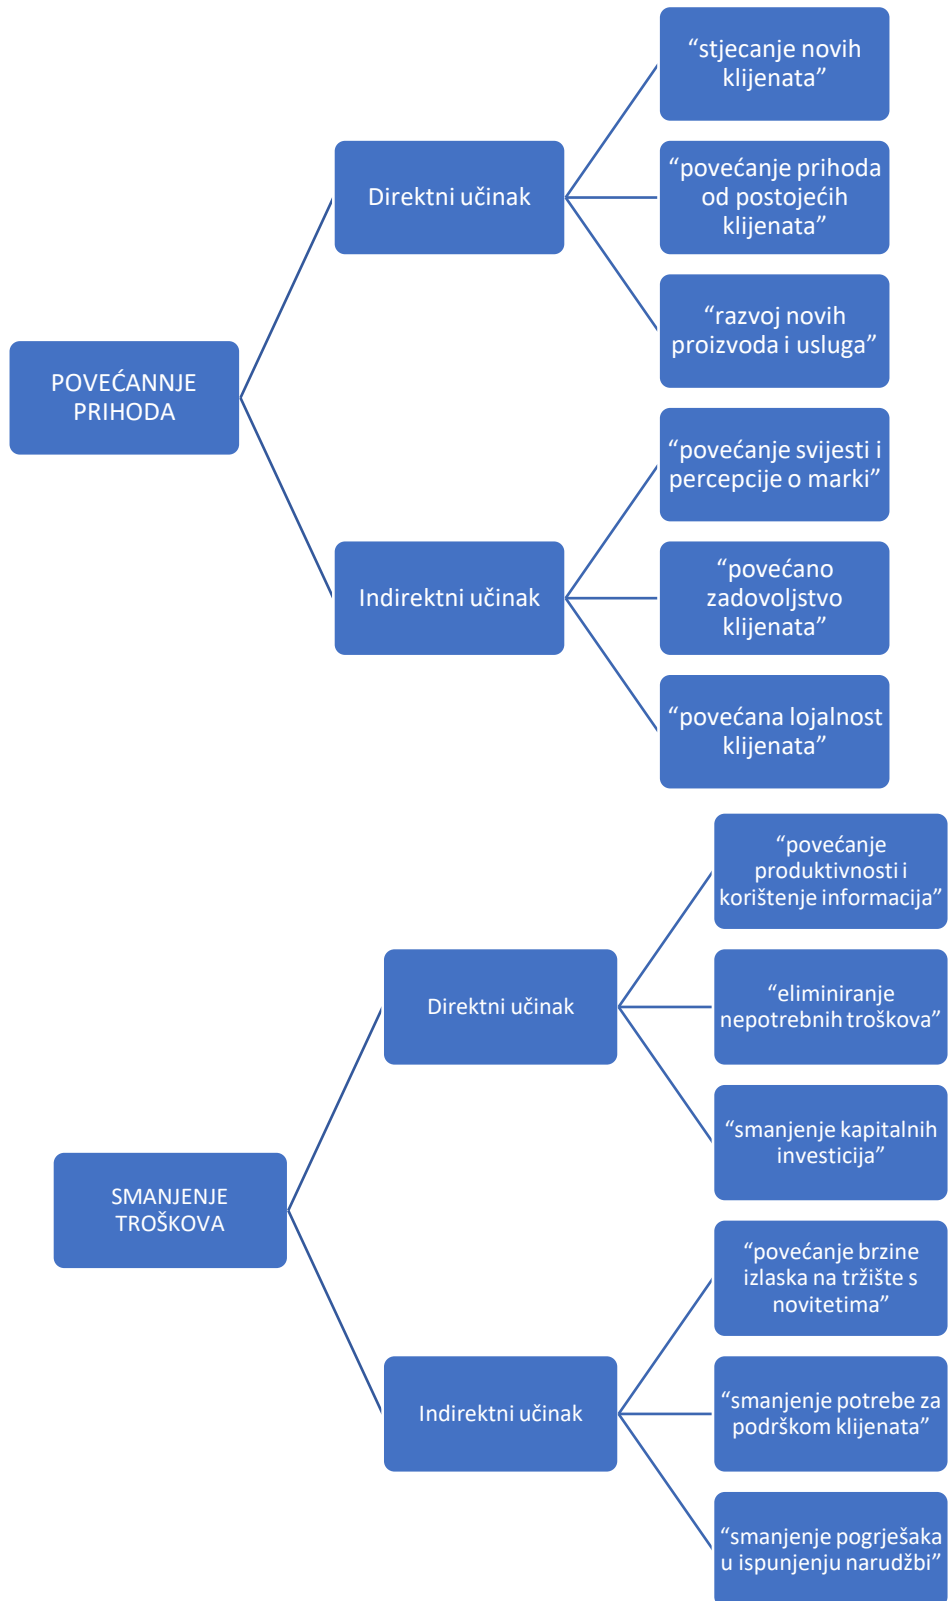 POVEĆANNJE
PRIHODA
Direktni učinak
“stjecanje novih
klijenata”
“povećanje prihoda
od postojećih
klijenata”
“razvoj novih
proizvoda i usluga”
Indirektni učinak
“povećanje svijesti i
percepcije o marki”
“povećano
zadovoljstvo
klijenata”
“povećana lojalnost
klijenata”
SMANJENJE
TROŠKOVA
Direktni učinak
“povećanje
produktivnosti i
korištenje informacija”
“eliminiranje
nepotrebnih troškova”
“smanjenje kapitalnih
investicija”
Indirektni učinak
“povećanje brzine
izlaska na tržište s
novitetima”
“smanjenje potrebe za
podrškom klijenata”
“smanjenje pogrješaka
u ispunjenju narudžbi”